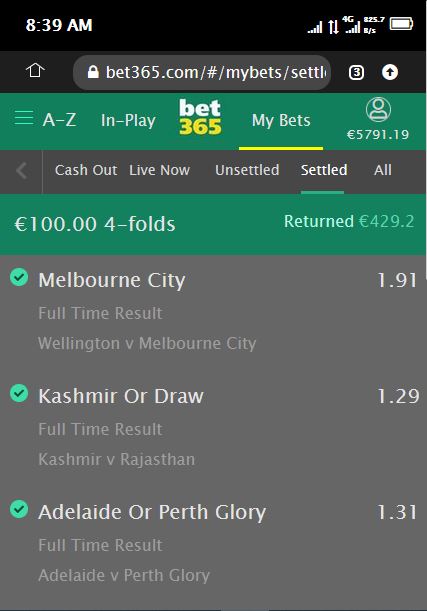 8:39 AM
4G 825.7 B/s
bet365.com/#/mybets/settl
3
A-Z In-Play bet365 My Bets
€5791.19
Cash Out Live Now Unsettled Settled All
€100.00 4-folds Returned €429.2
Melbourne City 1.91
Full Time Result
Wellington v Melbourne City
Kashmir Or Draw 1.29
Full Time Result
Kashmir v Rajasthan
Adelaide Or Perth Glory 1.31
Full Time Result
Adelaide v Perth Glory